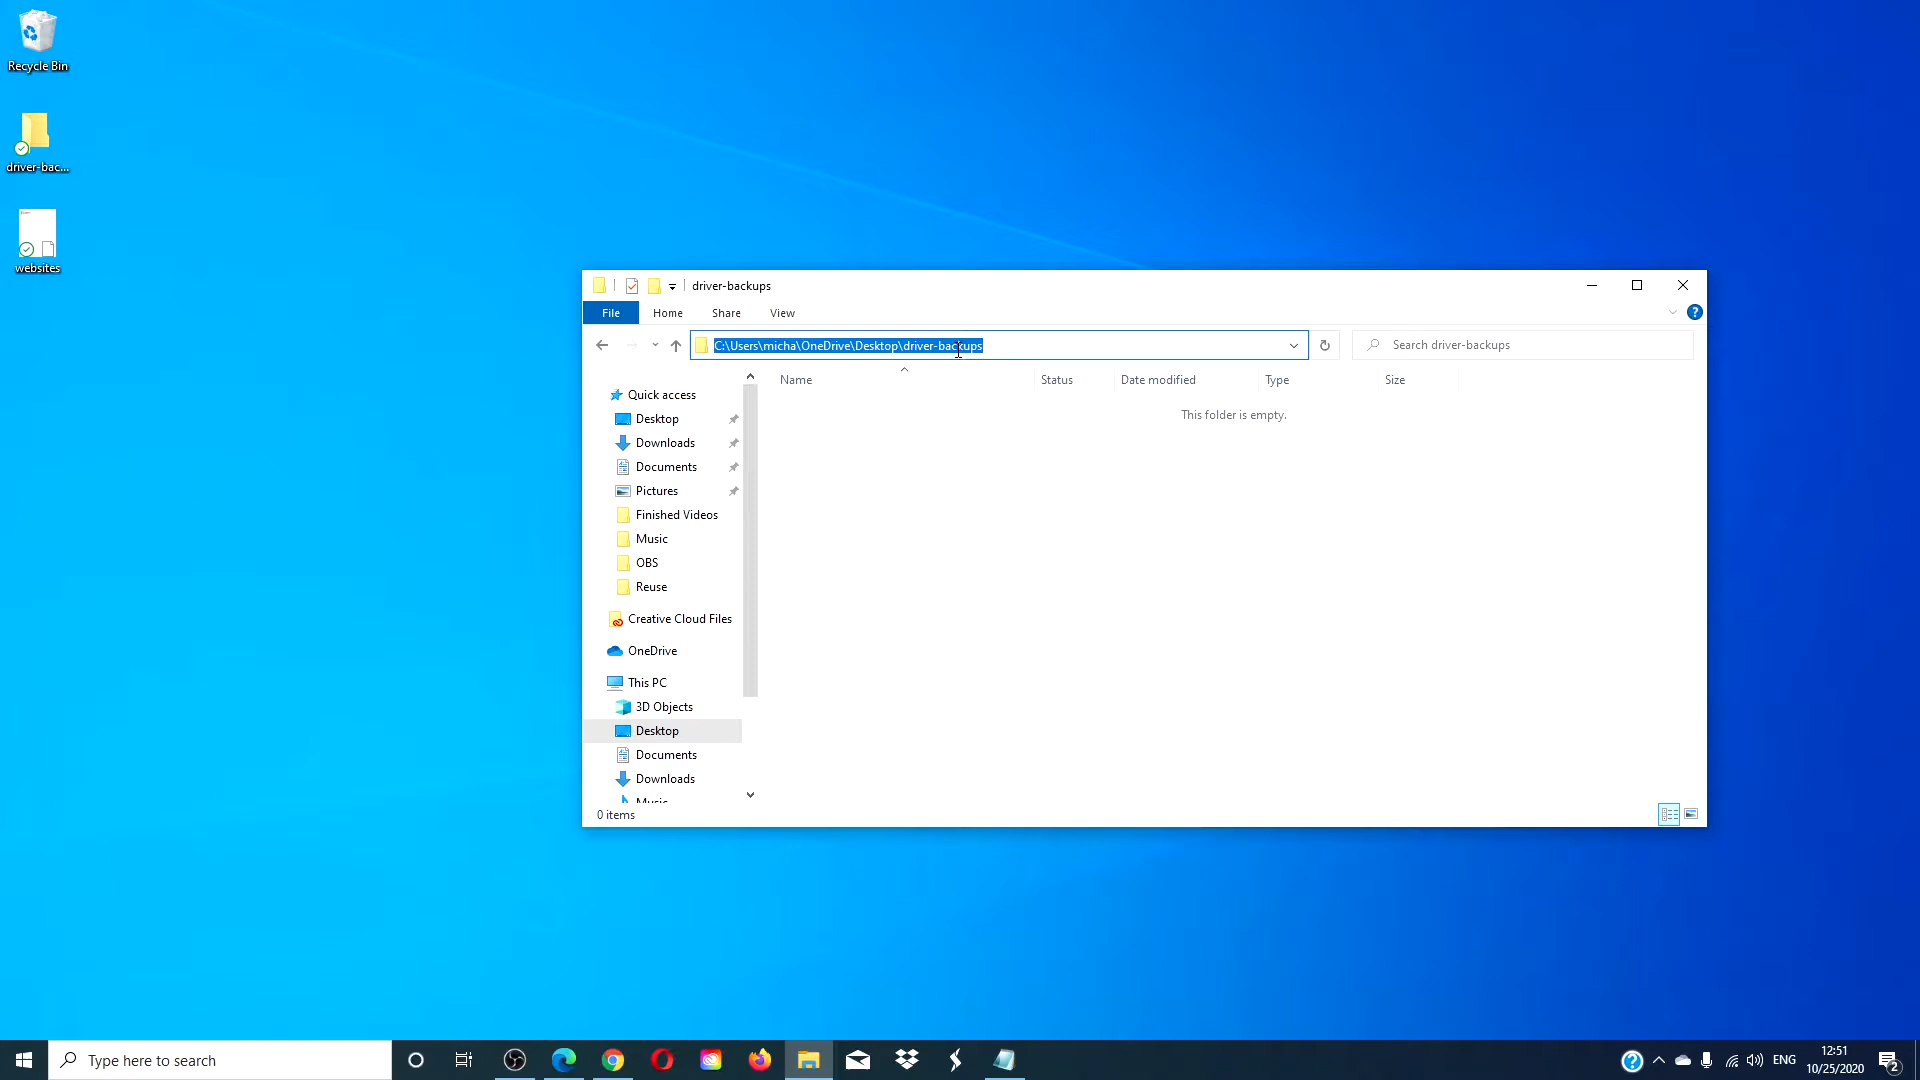 Recycle Bin
driver-bac...
websites
driver-backups
File
Home
Share
View
?
C:\Users\micha\OneDrive\Desktop\driver-backups
Search driver-backups
Name
Status
Date modified
Type
Size
This folder is empty.
Quick access
Desktop
Downloads
Documents
Pictures
Finished Videos
Music
OBS
Reuse
Creative Cloud Files
OneDrive
This PC
3D Objects
Desktop
Documents
Downloads
Music
0 items
Type here to search
?
ENG
12:51
10/25/2020
2